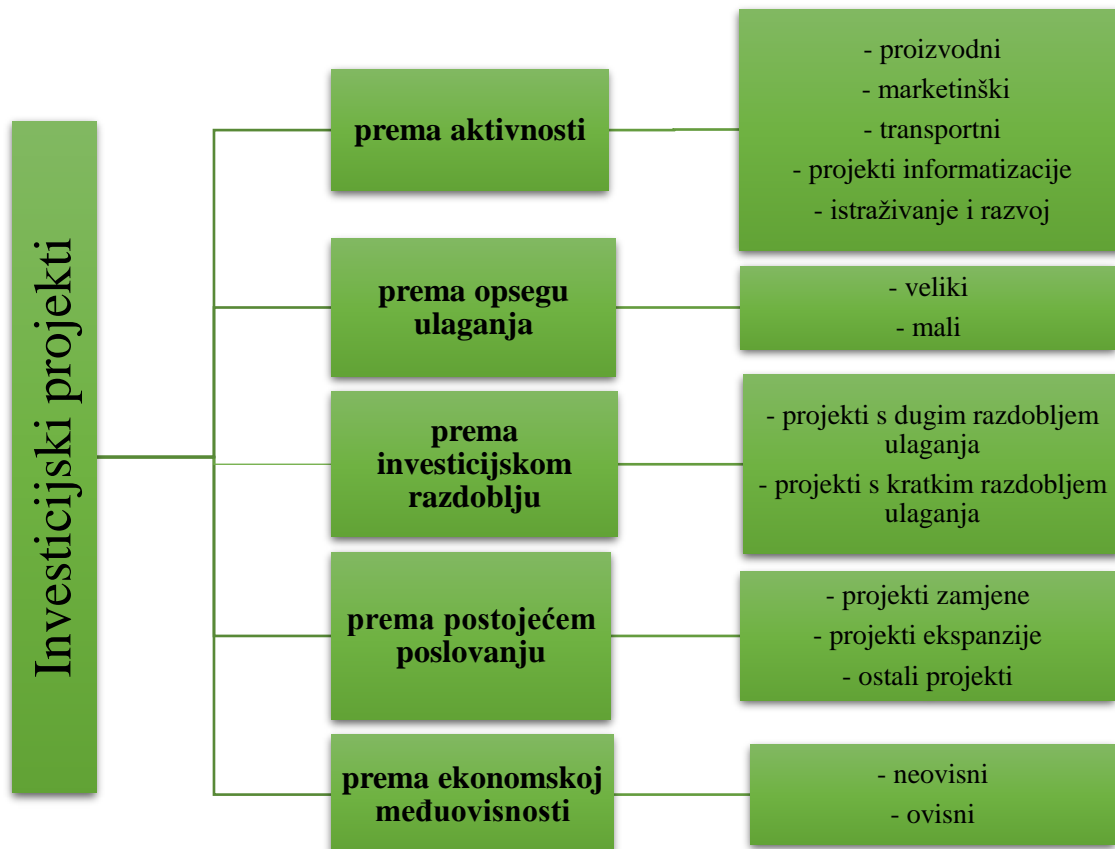 Investicijski projekti
prema aktivnosti
- proizvodni
- marketinški
- transportni
- projekti informatizacije
- istraživanje i razvoj
prema opsegu
ulaganja
- veliki
- mali
prema
investicijskom
razdoblju
- projekti s dugim razdobljem
ulaganja
- projekti s kratkim razdobljem
ulaganja
prema postojećem
poslovanju
- projekti zamjene
- projekti ekspanzije
- ostali projekti
prema ekonomskoj
međuovisnosti
- neovisni
- ovisni